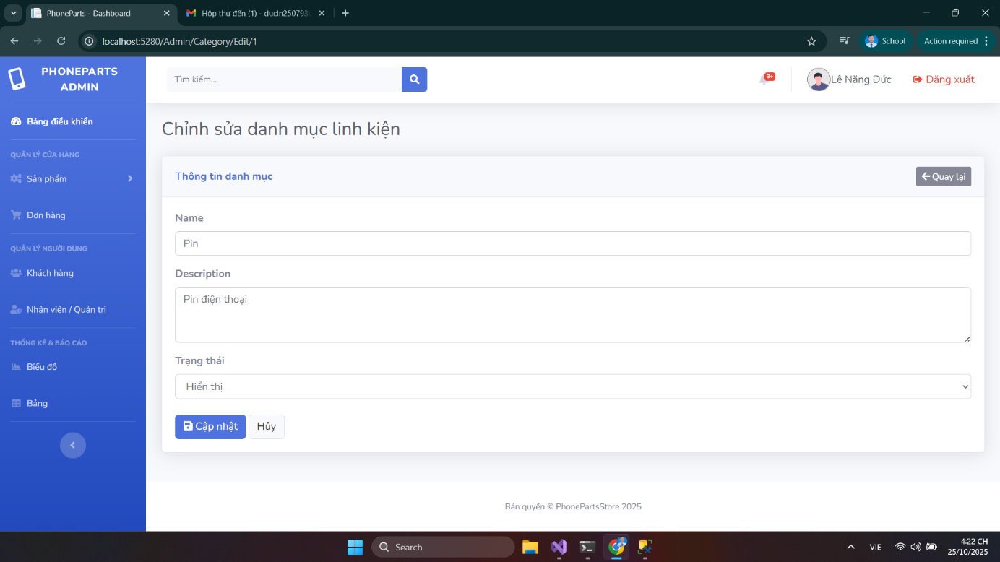 PhoneParts - Dashboard
Hộp thư đến (1) - ducln250793
localhost:5280/Admin/Category/Edit/1
School
Action required
PHONEPARTS
ADMIN
Tìm kiếm...
3+
Lê Năng Đức
Đăng xuất
Bảng điều khiển
Chỉnh sửa danh mục linh kiện
QUẢN LÝ CỬA HÀNG
Sản phẩm
Đơn hàng
QUẢN LÝ NGƯỜI DÙNG
Khách hàng
Nhân viên / Quản trị
THỐNG KÊ & BÁO CÁO
Biểu đồ
Bảng
Thông tin danh mục
Quay lại
Name
Pin
Description
Pin điện thoại
Trạng thái
Hiển thị
Cập nhật
Hủy
Bản quyền © PhonePartsStore 2025
Search
VIE
4:22 CH
25/10/2025